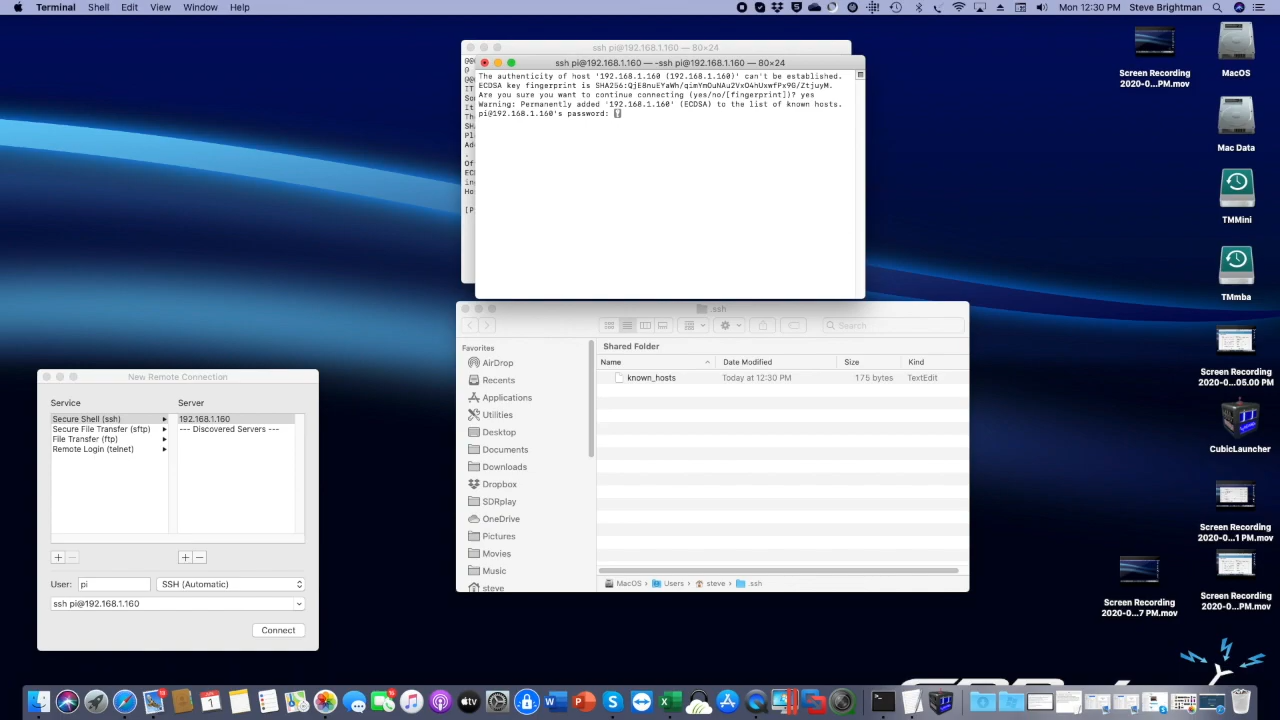 Terminal Shell Edit View Window Help
Mon 12:30 PM Steve Brightman
ssh pi@192.168.1.160 — 80×24
ssh pi@192.168.1.160 — -ssh pi@192.168.1.160 — 80×24
The authenticity of host '192.168.1.160 (192.168.1.160)' can't be established.
ECDSA key fingerprint is SHA256:QjE8nuEYaWh/qimYmOuNAu2VxO4hUxwfPx9G/ZtjuyM.
Are you sure you want to continue connecting (yes/no/[fingerprint])? yes
Warning: Permanently added '192.168.1.160' (ECDSA) to the list of known hosts.
pi@192.168.1.160's password:
.ssh
Search
Favorites
AirDrop
Recents
Applications
Utilities
Desktop
Documents
Downloads
Dropbox
SDRplay
OneDrive
Pictures
Movies
Music
steve
Shared Folder
Name Date Modified Size Kind
known_hosts Today at 12:30 PM 175 bytes TextEdit
MacOS Users steve .ssh
New Remote Connection
Service Server
Secure Shell (ssh) 192.168.1.160
Secure File Transfer (sftp) --- Discovered Servers ---
File Transfer (ftp)
Remote Login (telnet)
User: pi SSH (Automatic)
ssh pi@192.168.1.160
Connect
Screen Recording
2020-0...PM.mov
MacOS
Mac Data
TMMini
TMmba
Screen Recording
2020-0...05.00 PM
CubicLauncher
Screen Recording
2020-0...1 PM.mov
Screen Recording
2020-0...7 PM.mov
Screen Recording
2020-0...PM.mov